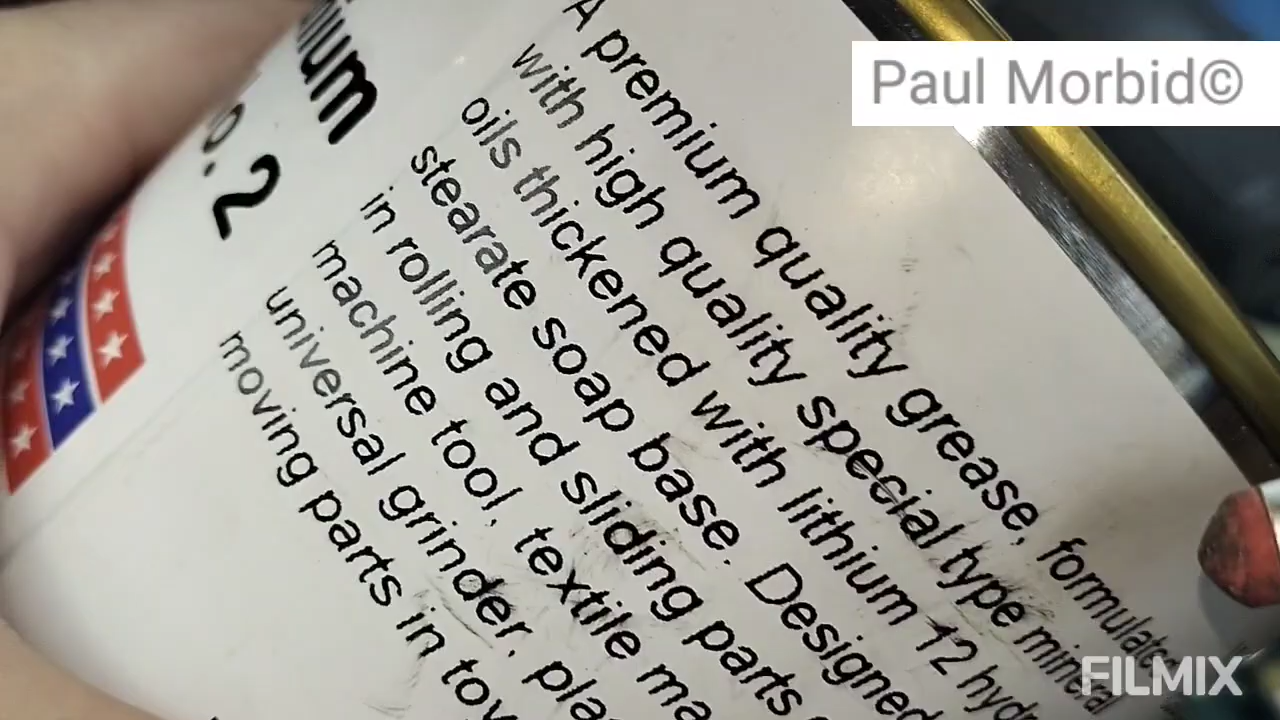 Paul Morbid©
ium
o. 2
A premium quality grease, formulated
with high quality special type mineral
oils thickened with lithium 12 hydr
stearate soap base. Designed
in rolling and sliding parts
machine tool, textile ma
universal grinder, pla
moving parts in toy
FILMIX